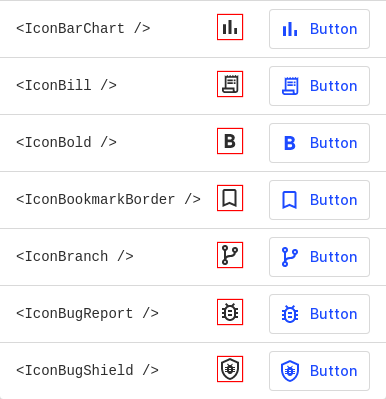 <IconBarChart /> Button
<IconBill /> Button
<IconBold /> B B Button
<IconBookmarkBorder /> Button
<IconBranch /> Button
<IconBugReport /> Button
<IconBugShield /> Button